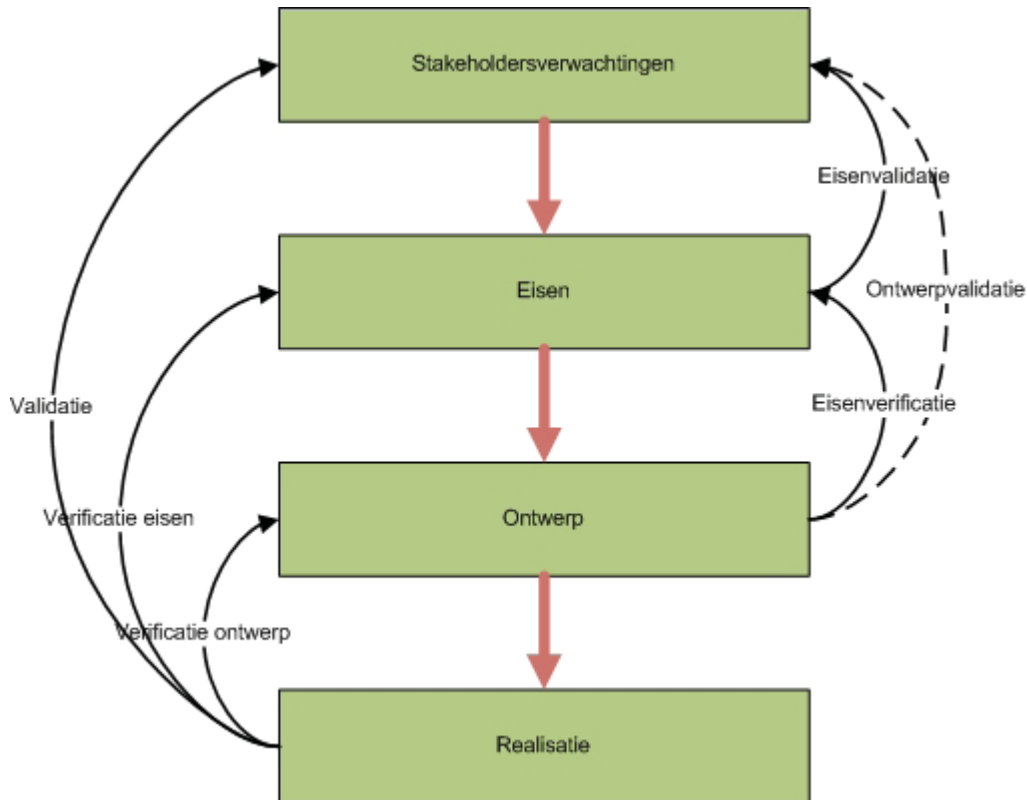 Stakeholdersverwachtingen
Eisenvalidatie
Eisen
Ontwerpvalidatie
Validatie
Eisenverificatie
Verificatie eisen
Ontwerp
Verificatie ontwerp
Realisatie